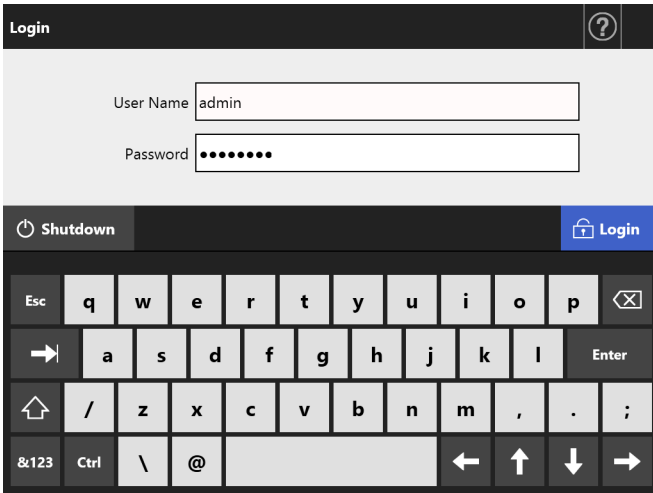 Login ?
User Name admin
Password ●●●●●●●●
Shutdown Login
Esc q w e r t y u i o p
a s d f g h j k l Enter
/ z x c v b n m , . ;
&123 Ctrl \ @